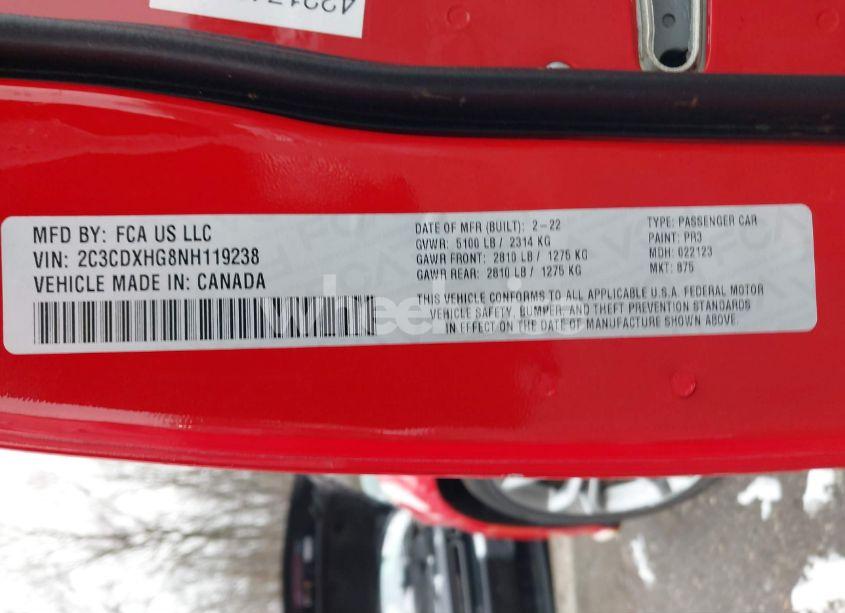 MFD BY: FCA US LLC
VIN: 2C3CDXHG8NH119238
VEHICLE MADE IN: CANADA
DATE OF MFR (BUILT): 2-22
GVWR: 5100 LB / 2314 KG
GAWR FRONT: 2810 LB / 1275 KG
GAWR REAR: 2810 LB / 1275 KG
TYPE: PASSENGER CAR
PAINT: PR3
MDH: 022123
MKT: 875
THIS VEHICLE CONFORMS TO ALL APPLICABLE U.S.A. FEDERAL MOTOR
VEHICLE SAFETY, BUMPER, AND THEFT PREVENTION STANDARDS
IN EFFECT ON THE DATE OF MANUFACTURE SHOWN ABOVE.